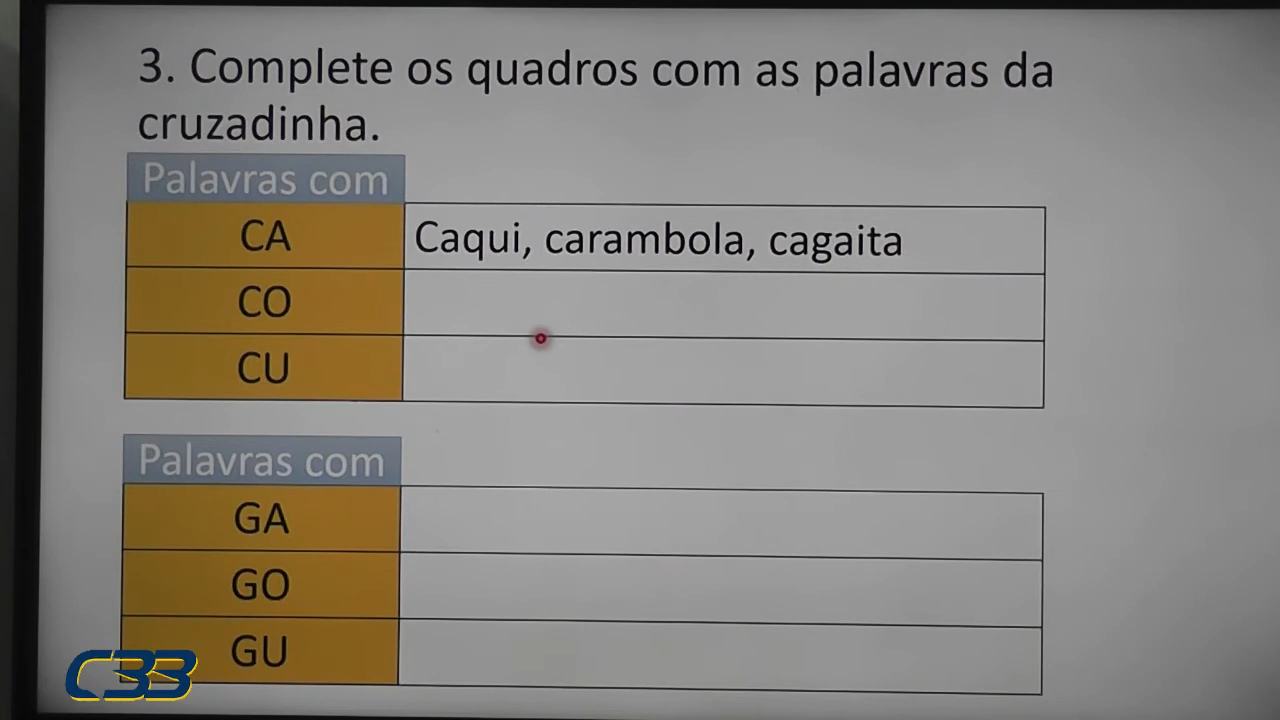 3. Complete os quadros com as palavras da
cruzadinha.
Palavras com
CA Caqui, carambola, cagaita
CO
CU
Palavras com
GA
GO
GU
CBB